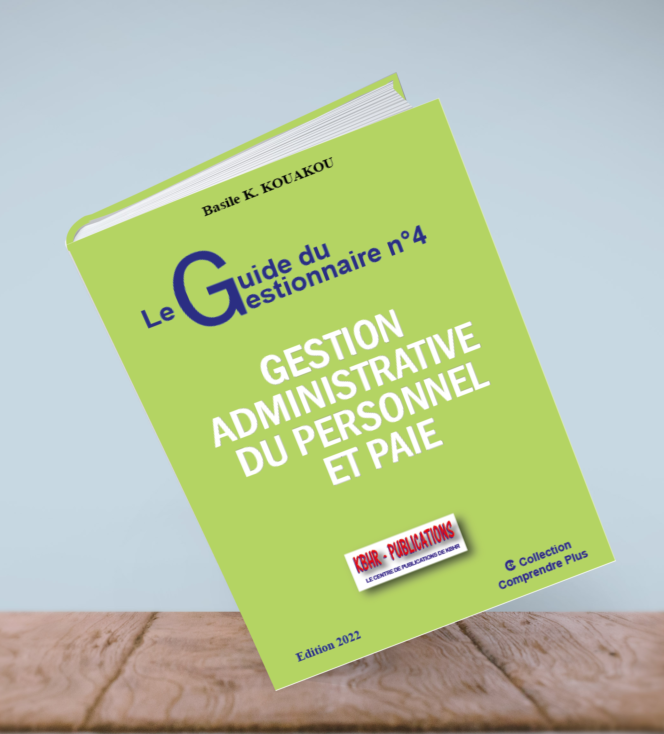 Basile K. KOUAKOU
Le Guide du
Gestionnaire n°4
GESTION
ADMINISTRATIVE
DU PERSONNEL
ET PAIE
KBHR - PUBLICATIONS
LE CENTRE DE PUBLICATIONS DE KBHR
Collection
Comprendre Plus
Edition 2022